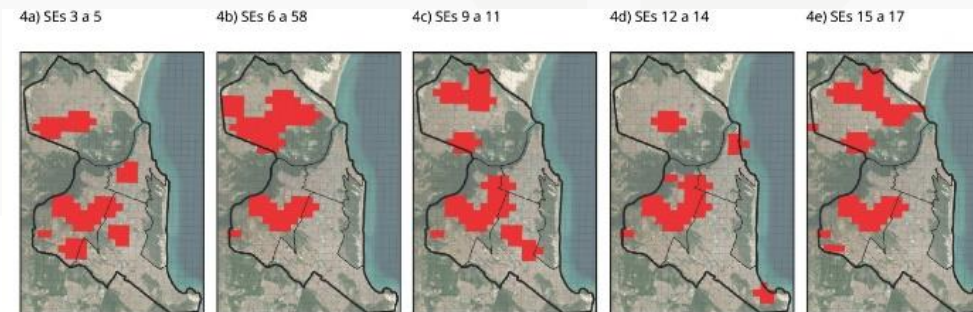 4a) SEs 3 a 5
4b) SEs 6 a 58
4c) SEs 9 a 11
4d) SEs 12 a 14
4e) SEs 15 a 17